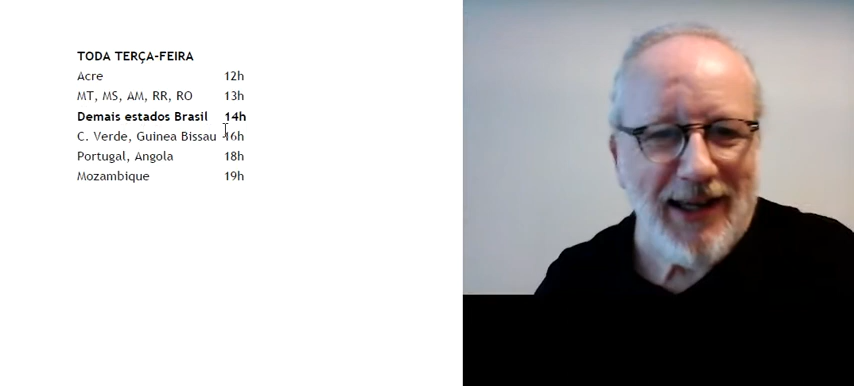 TODA TERÇA-FEIRA
Acre 12h
MT, MS, AM, RR, RO 13h
Demais estados Brasil 14h
C. Verde, Guinea Bissau 16h
Portugal, Angola 18h
Mozambique 19h